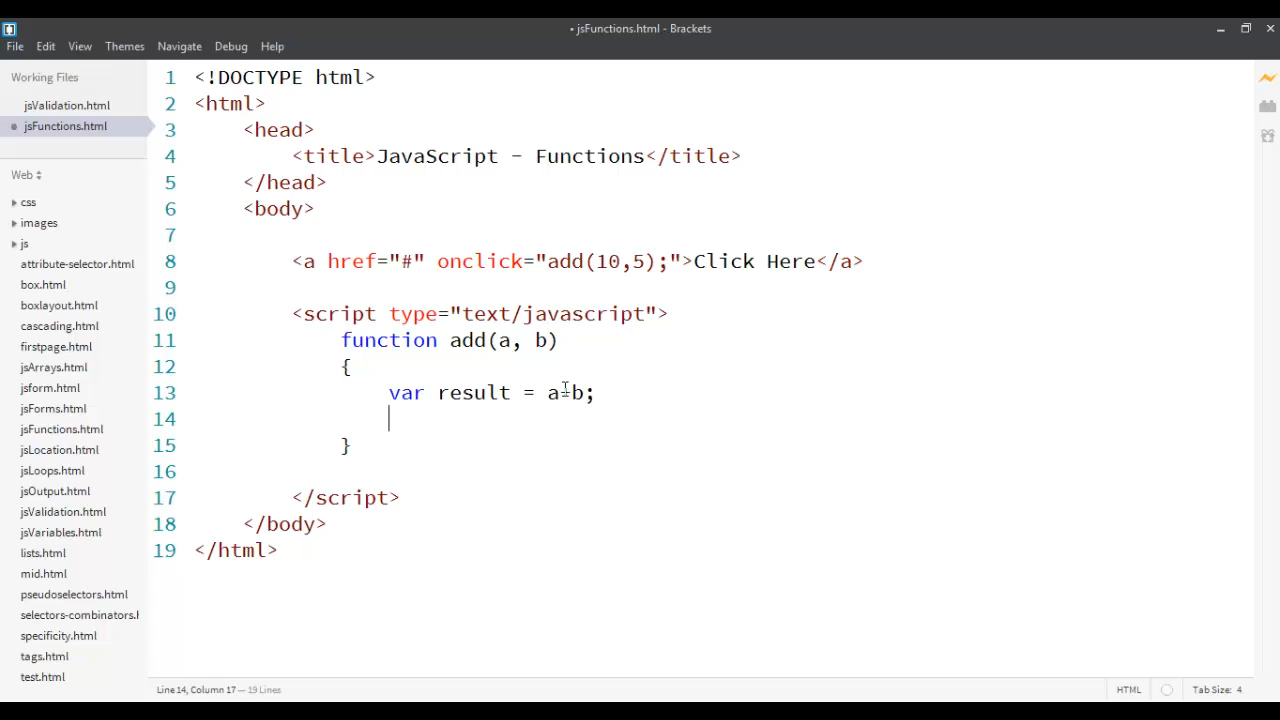 • jsFunctions.html - Brackets
File Edit View Themes Navigate Debug Help
Working Files
jsValidation.html
jsFunctions.html
Web
css
images
js
attribute-selector.html
box.html
boxlayout.html
cascading.html
firstpage.html
jsArrays.html
jsform.html
jsForms.html
jsFunctions.html
jsLocation.html
jsLoops.html
jsOutput.html
jsValidation.html
jsVariables.html
lists.html
mid.html
pseudoselectors.html
selectors-combinators.h
specificity.html
tags.html
test.html
1 <!DOCTYPE html>
2 <html>
3 <head>
4 <title>JavaScript - Functions</title>
5 </head>
6 <body>
7
8 <a href="#" onclick="add(10,5);">Click Here</a>
9
10 <script type="text/javascript">
11 function add(a, b)
12 {
13 var result = a+b;
14
15 }
16
17 </script>
18 </body>
19 </html>
Line 14, Column 17 — 19 Lines
HTML
Tab Size: 4